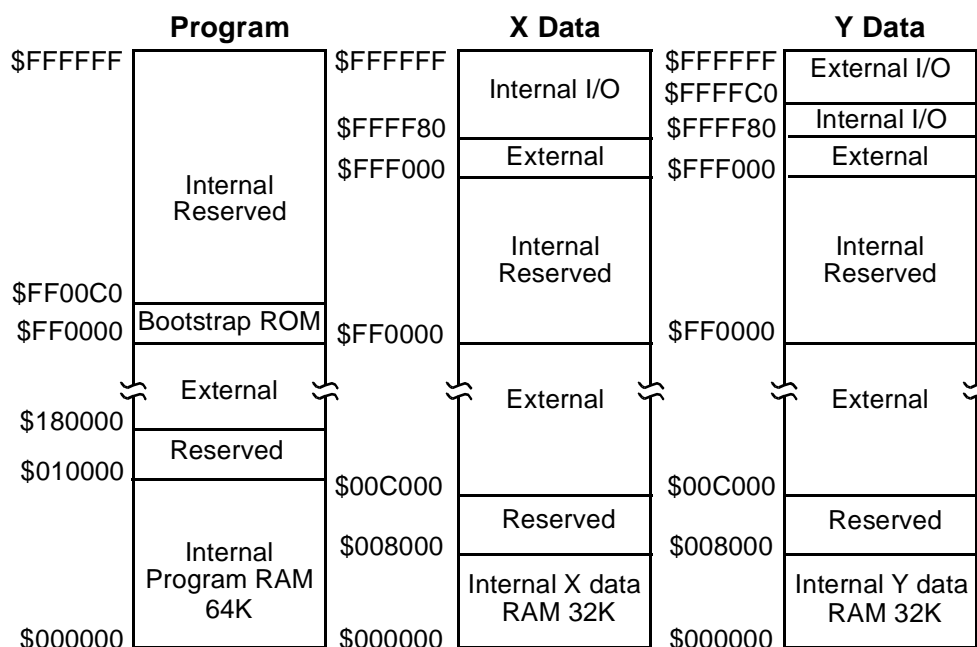 Program
$FFFFFF
Internal
Reserved
$FF00C0
Bootstrap ROM
$FF0000
External
$180000
Reserved
$010000
Internal
Program RAM
64K
$000000
X Data
$FFFFFF
Internal I/O
$FFFF80
External
$FFF000
Internal
Reserved
$FF0000
External
$00C000
Reserved
$008000
Internal X data
RAM 32K
$000000
Y Data
$FFFFFF
External I/O
$FFFFC0
Internal I/O
$FFFF80
External
$FFF000
Internal
Reserved
$FF0000
External
$00C000
Reserved
$008000
Internal Y data
RAM 32K
$000000